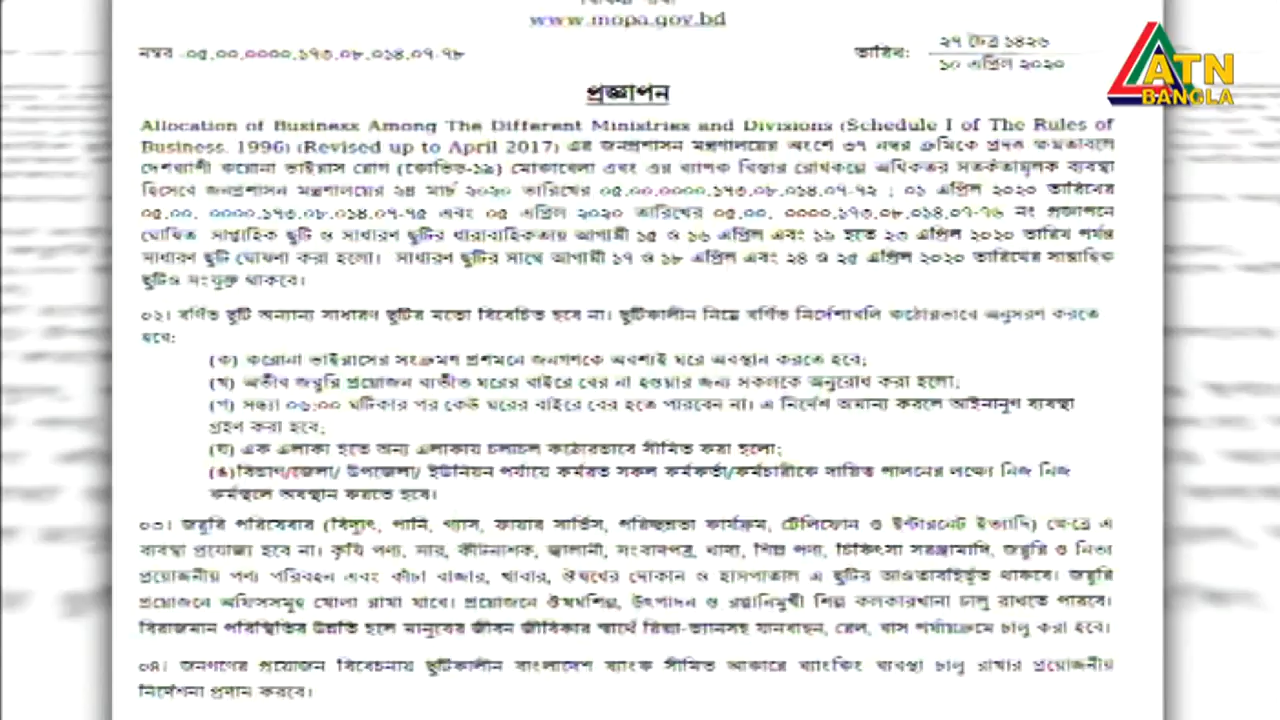 www.mopa.gov.bd
নম্বর -০৫.০০.০০০০.১৭৩.০৮.০১৪.০৭-৭৮
তারিখ:
২৭ চৈত্র ১৪২৬
১০ এপ্রিল ২০২০
ATN
BANGLA
প্রজ্ঞাপন
Allocation of Business Among The Different Ministries and Divisions (Schedule I of The Rules of
Business. 1996) (Revised up to April 2017) এর জনপ্রশাসন মন্ত্রণালয়ের অংশে ৩৭ নম্বর ক্রমিকে প্রদত্ত ক্ষমতাবলে
দেশব্যাপী করোনা ভাইরাস রোগ (কোভিড-১৯) মোকাবেলা এবং এর ব্যাপক বিস্তার রোধকল্পে অধিকতর সতর্কতামূলক ব্যবস্থা
হিসেবে জনপ্রশাসন মন্ত্রণালয়ের ২৪ মার্চ ২০২০ তারিখের ০৫.০০.০০০০.১৭৩.০৮.০১৪.০৭-৭২ ; ০১ এপ্রিল ২০২০ তারিখের
০৫.০০. ০০০০.১৭৩.০৮.০১৪.০৭-৭৫ এবং ০৫ এপ্রিল ২০২০ তারিখের ০৫.০০. ০০০০.১৭৩.০৮.০১৪.০৭-৭৬ নং প্রজ্ঞাপনে
ঘোষিত সাপ্তাহিক ছুটি ও সাধারণ ছুটির ধারাবাহিকতায় আগামী ১৫ ও ১৬ এপ্রিল এবং ১৯ হতে ২৩ এপ্রিল ২০২০ তারিখ পর্যন্ত
সাধারণ ছুটি ঘোষণা করা হলো। সাধারণ ছুটির সাথে আগামী ১৭ ও ১৮ এপ্রিল এবং ২৪ ও ২৫ এপ্রিল ২০২০ তারিখের সাপ্তাহিক
ছুটিও সংযুক্ত থাকবে।
০২। বর্ণিত ছুটি অন্যান্য সাধারণ ছুটির মতো বিবেচিত হবে না। ছুটিকালীন নিম্নে বর্ণিত নির্দেশাবলি কঠোরভাবে অনুসরণ করতে
হবে:
(ক) করোনা ভাইরাসের সংক্রমণ প্রশমনে জনগণকে অবশ্যই ঘরে অবস্থান করতে হবে;
(খ) অতীব জরুরি প্রয়োজন ব্যতীত ঘরের বাইরে বের না হওয়ার জন্য সকলকে অনুরোধ করা হলো;
(গ) সন্ধ্যা ০৬:০০ ঘটিকার পর কেউ ঘরের বাইরে বের হতে পারবেন না। এ নির্দেশ অমান্য করলে আইনানুগ ব্যবস্থা
গ্রহণ করা হবে;
(ঘ) এক এলাকা হতে অন্য এলাকায় চলাচল কঠোরভাবে সীমিত করা হলো;
(ঙ)বিভাগ/জেলা/ উপজেলা/ ইউনিয়ন পর্যায়ে কর্মরত সকল কর্মকর্তা/কর্মচারীকে দায়িত্ব পালনের লক্ষ্যে নিজ নিজ
কর্মস্থলে অবস্থান করতে হবে।
০৩। জরুরি পরিষেবার (বিদ্যুৎ, পানি, গ্যাস, ফায়ার সার্ভিস, পরিচ্ছন্নতা কার্যক্রম, টেলিফোন ও ইন্টারনেট ইত্যাদি) ক্ষেত্রে এ
ব্যবস্থা প্রযোজ্য হবে না। কৃষি পণ্য, সার, কীটনাশক, জ্বালানী, সংবাদপত্র, খাদ্য, শিল্প পণ্য, চিকিৎসা সরঞ্জামাদি, জরুরি ও নিত্য
প্রয়োজনীয় পণ্য পরিবহন এবং কাঁচা বাজার, খাবার, ঔষধের দোকান ও হাসপাতাল এ ছুটির আওতাবহির্ভূত থাকবে। জরুরি
প্রয়োজনে অফিসসমূহ খোলা রাখা যাবে। প্রয়োজনে ঔষধশিল্প, উৎপাদন ও রপ্তানিমুখী শিল্প কলকারখানা চালু রাখতে পারবে।
বিরাজমান পরিস্থিতির উন্নতি হলে মানুষের জীবন জীবিকার স্বার্থে রিক্সা-ভ্যানসহ যানবাহন, রেল, বাস পর্যায়ক্রমে চালু করা হবে।
০৪। জনগণের প্রয়োজন বিবেচনায় ছুটিকালীন বাংলাদেশ ব্যাংক সীমিত আকারে ব্যাংকিং ব্যবস্থা চালু রাখার প্রয়োজনীয়
নির্দেশনা প্রদান করবে।